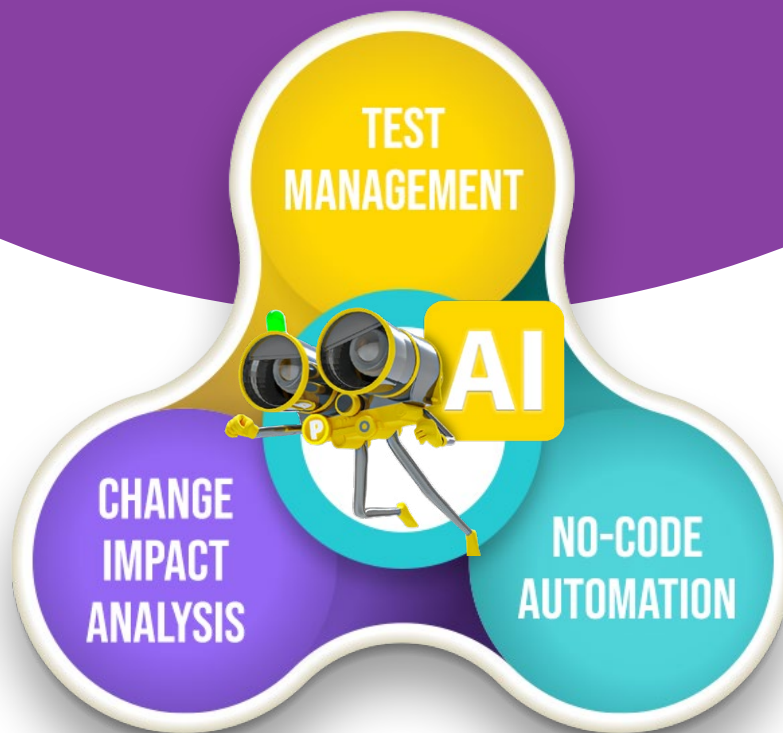 TEST
MANAGEMENT
AI
P
O
CHANGE
IMPACT
ANALYSIS
NO-CODE
AUTOMATION